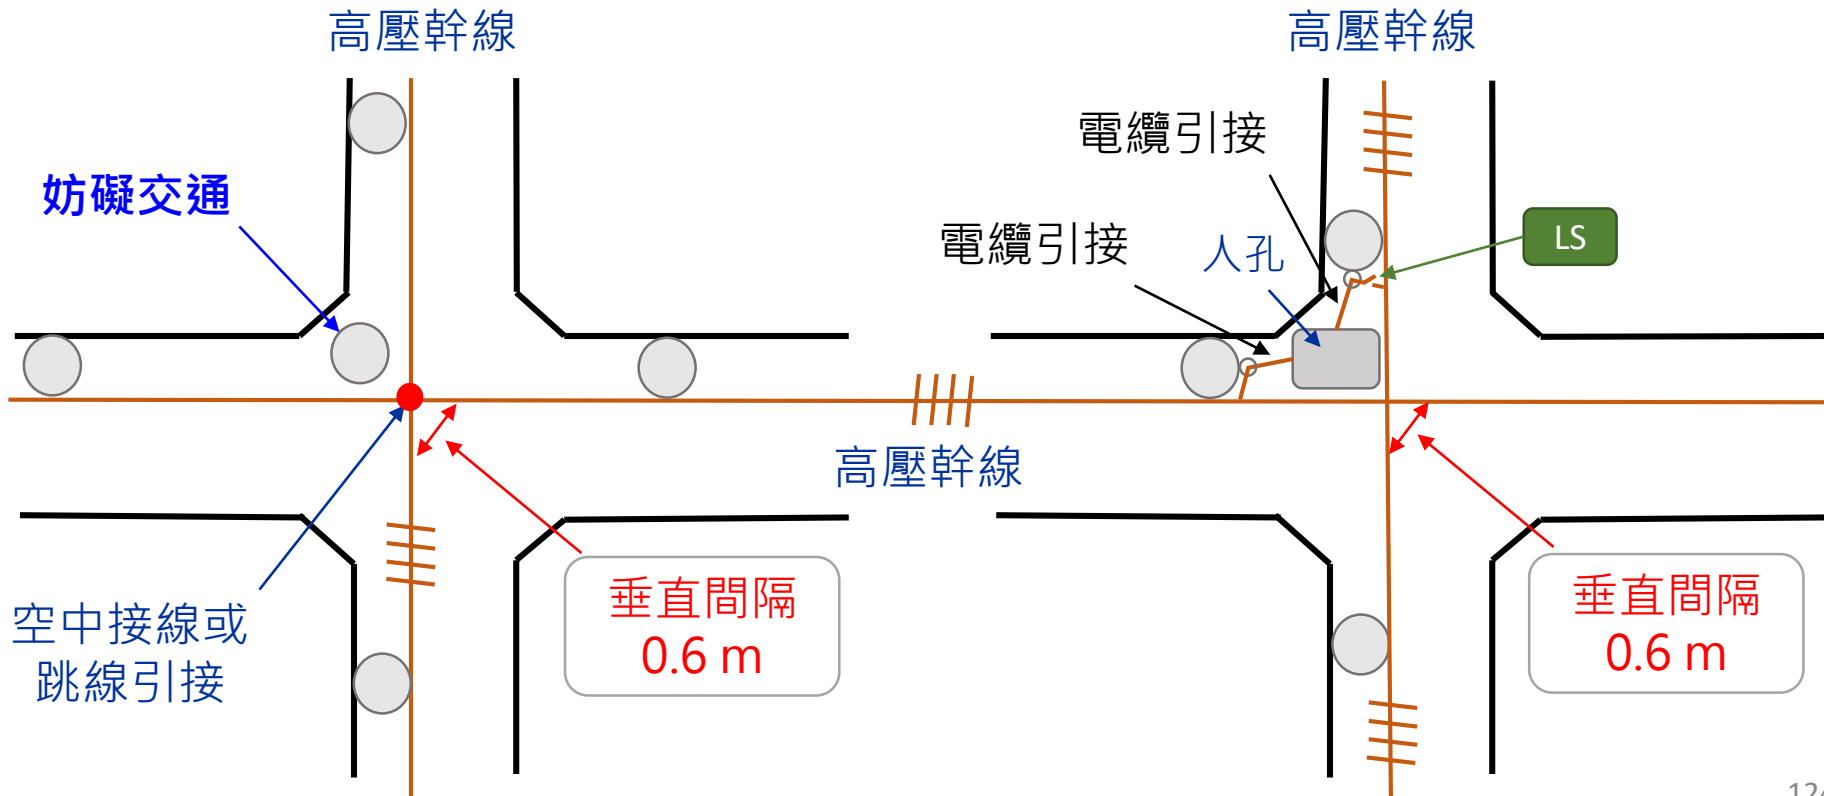 高壓幹線
高壓幹線
電纜引接
妨礙交通
電纜引接
人孔
LS
高壓幹線
空中接線或
跳線引接
垂直間隔
0.6 m
垂直間隔
0.6 m